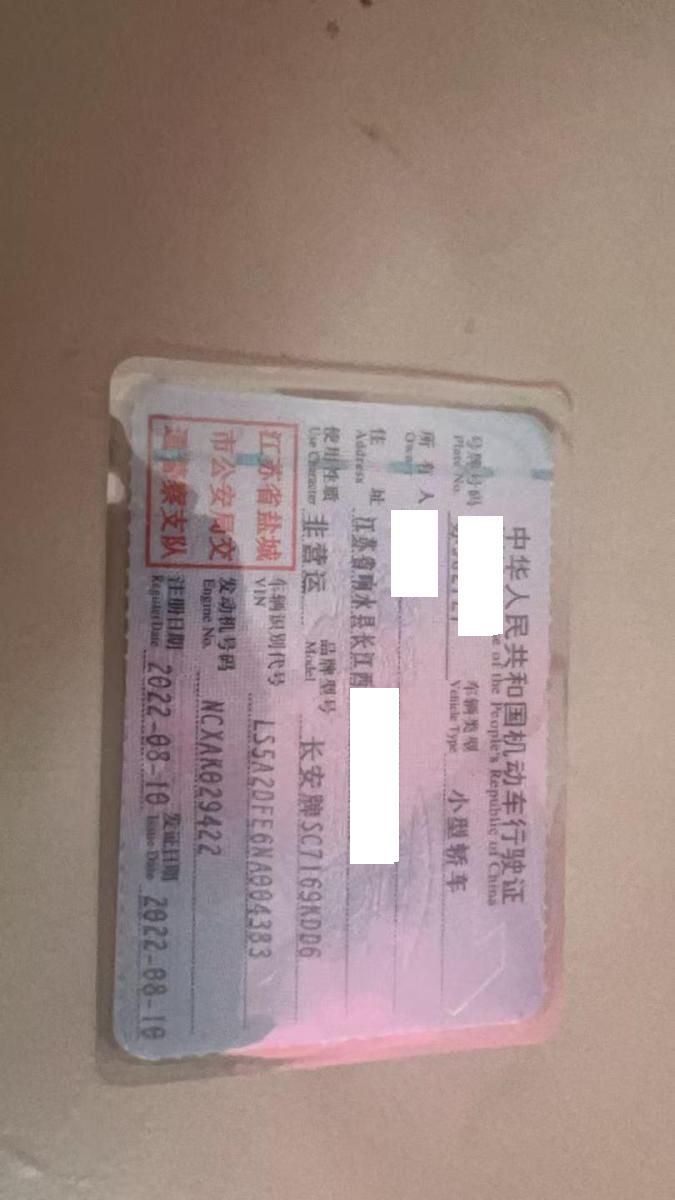 中华人民共和国机动车行驶证
of the People's Republic of China
号牌号码 车辆类型 小型轿车
Plate No. Vehicle Type
所有人
Owner
住址 江苏省响水县长江西
Address
使用性质 非营运 品牌型号 长安牌SC7169KDD6
Use Character Model
江苏省盐城市公安局交通警察支队
车辆识别代号 LS5A2DFE6NA004383
VIN
发动机号码 NCXAK029422
Engine No.
注册日期 2022-08-10 发证日期 2022-08-10
Register Date Issue Date